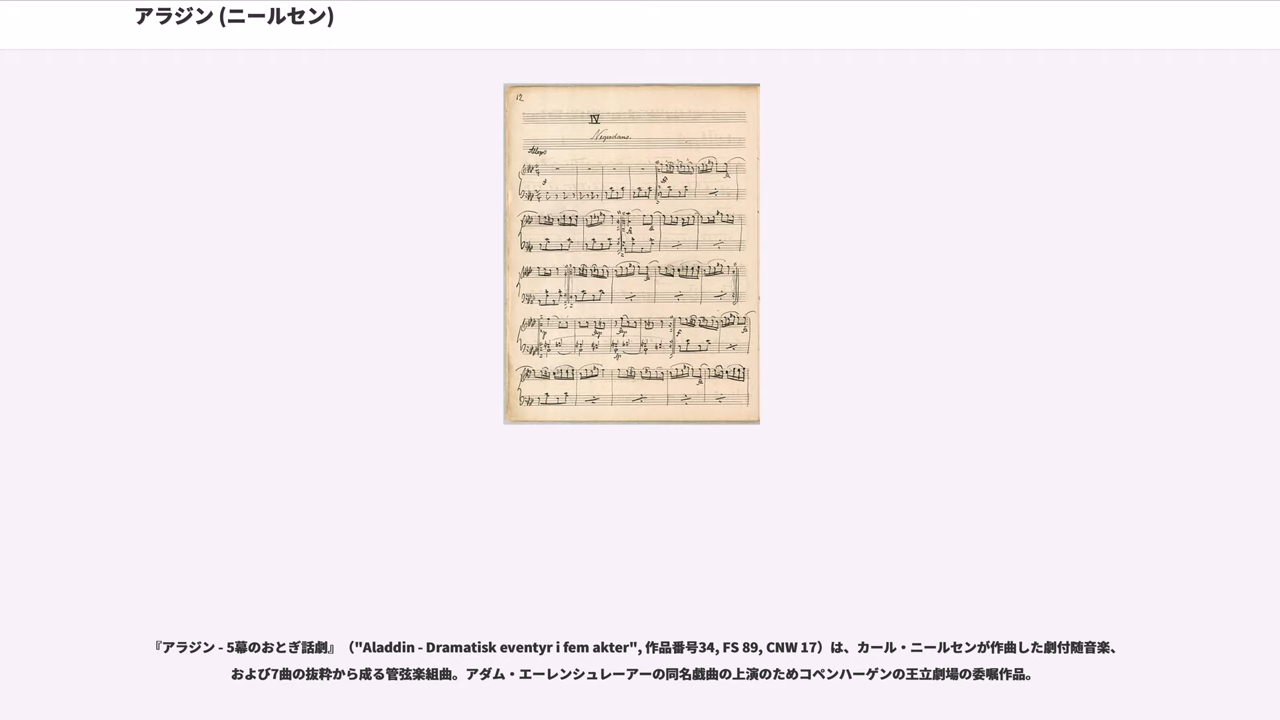 アラジン (ニールセン)
12
IV
『アラジン - 5幕のおとぎ話劇』（"Aladdin - Dramatisk eventyr i fem akter", 作品番号34, FS 89, CNW 17）は、カール・ニールセンが作曲した劇付随音楽、
および7曲の抜粋から成る管弦楽組曲。アダム・エーレンシュレーアーの同名戯曲の上演のためコペンハーゲンの王立劇場の委嘱作品。